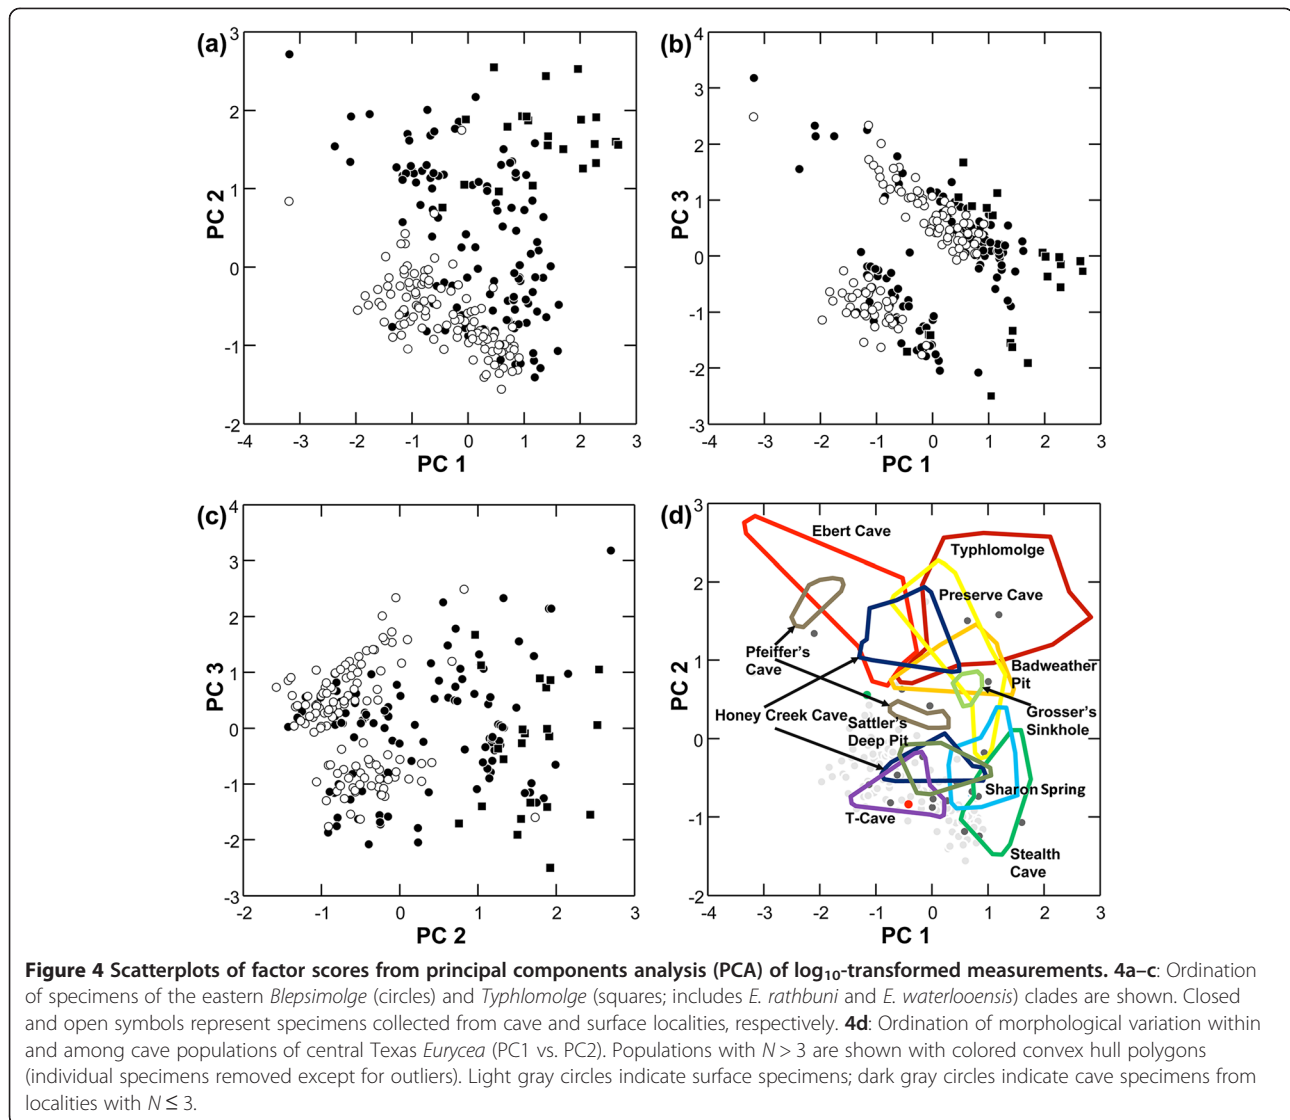 (a)
3
2
1
0
-1
-2
PC 2
-4 -3 -2 -1 0 1 2 3
PC 1
(b)
4
3
2
1
0
-1
-2
-3
PC 3
-4 -3 -2 -1 0 1 2 3
PC 1
(c)
4
3
2
1
0
-1
-2
-3
PC 3
-2 -1 0 1 2 3
PC 2
(d)
3
2
1
0
-1
-2
PC 2
Ebert Cave
Typhlomolge
Preserve Cave
Pfeiffer's
Cave
Badweather
Pit
Honey Creek Cave
Sattler's
Deep Pit
Grosser's
Sinkhole
Sharon Spring
T-Cave
Stealth
Cave
-4 -3 -2 -1 0 1 2 3
PC 1
Figure 4 Scatterplots of factor scores from principal components analysis (PCA) of log10-transformed measurements. 4a–c: Ordination
of specimens of the eastern Blepsimolge (circles) and Typhlomolge (squares; includes E. rathbuni and E. waterlooensis) clades are shown. Closed
and open symbols represent specimens collected from cave and surface localities, respectively. 4d: Ordination of morphological variation within
and among cave populations of central Texas Eurycea (PC1 vs. PC2). Populations with N > 3 are shown with colored convex hull polygons
(individual specimens removed except for outliers). Light gray circles indicate surface specimens; dark gray circles indicate cave specimens from
localities with N ≤ 3.